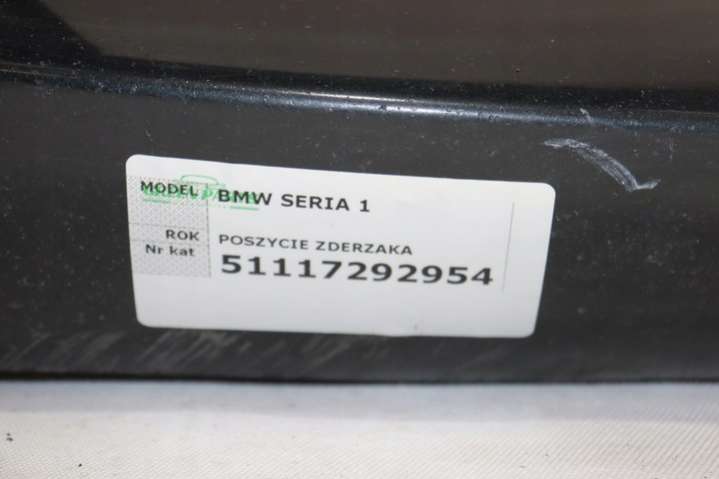 MODEL BMW SERIA 1
ROK POSZYCIE ZDERZAKA
Nr kat 51117292954